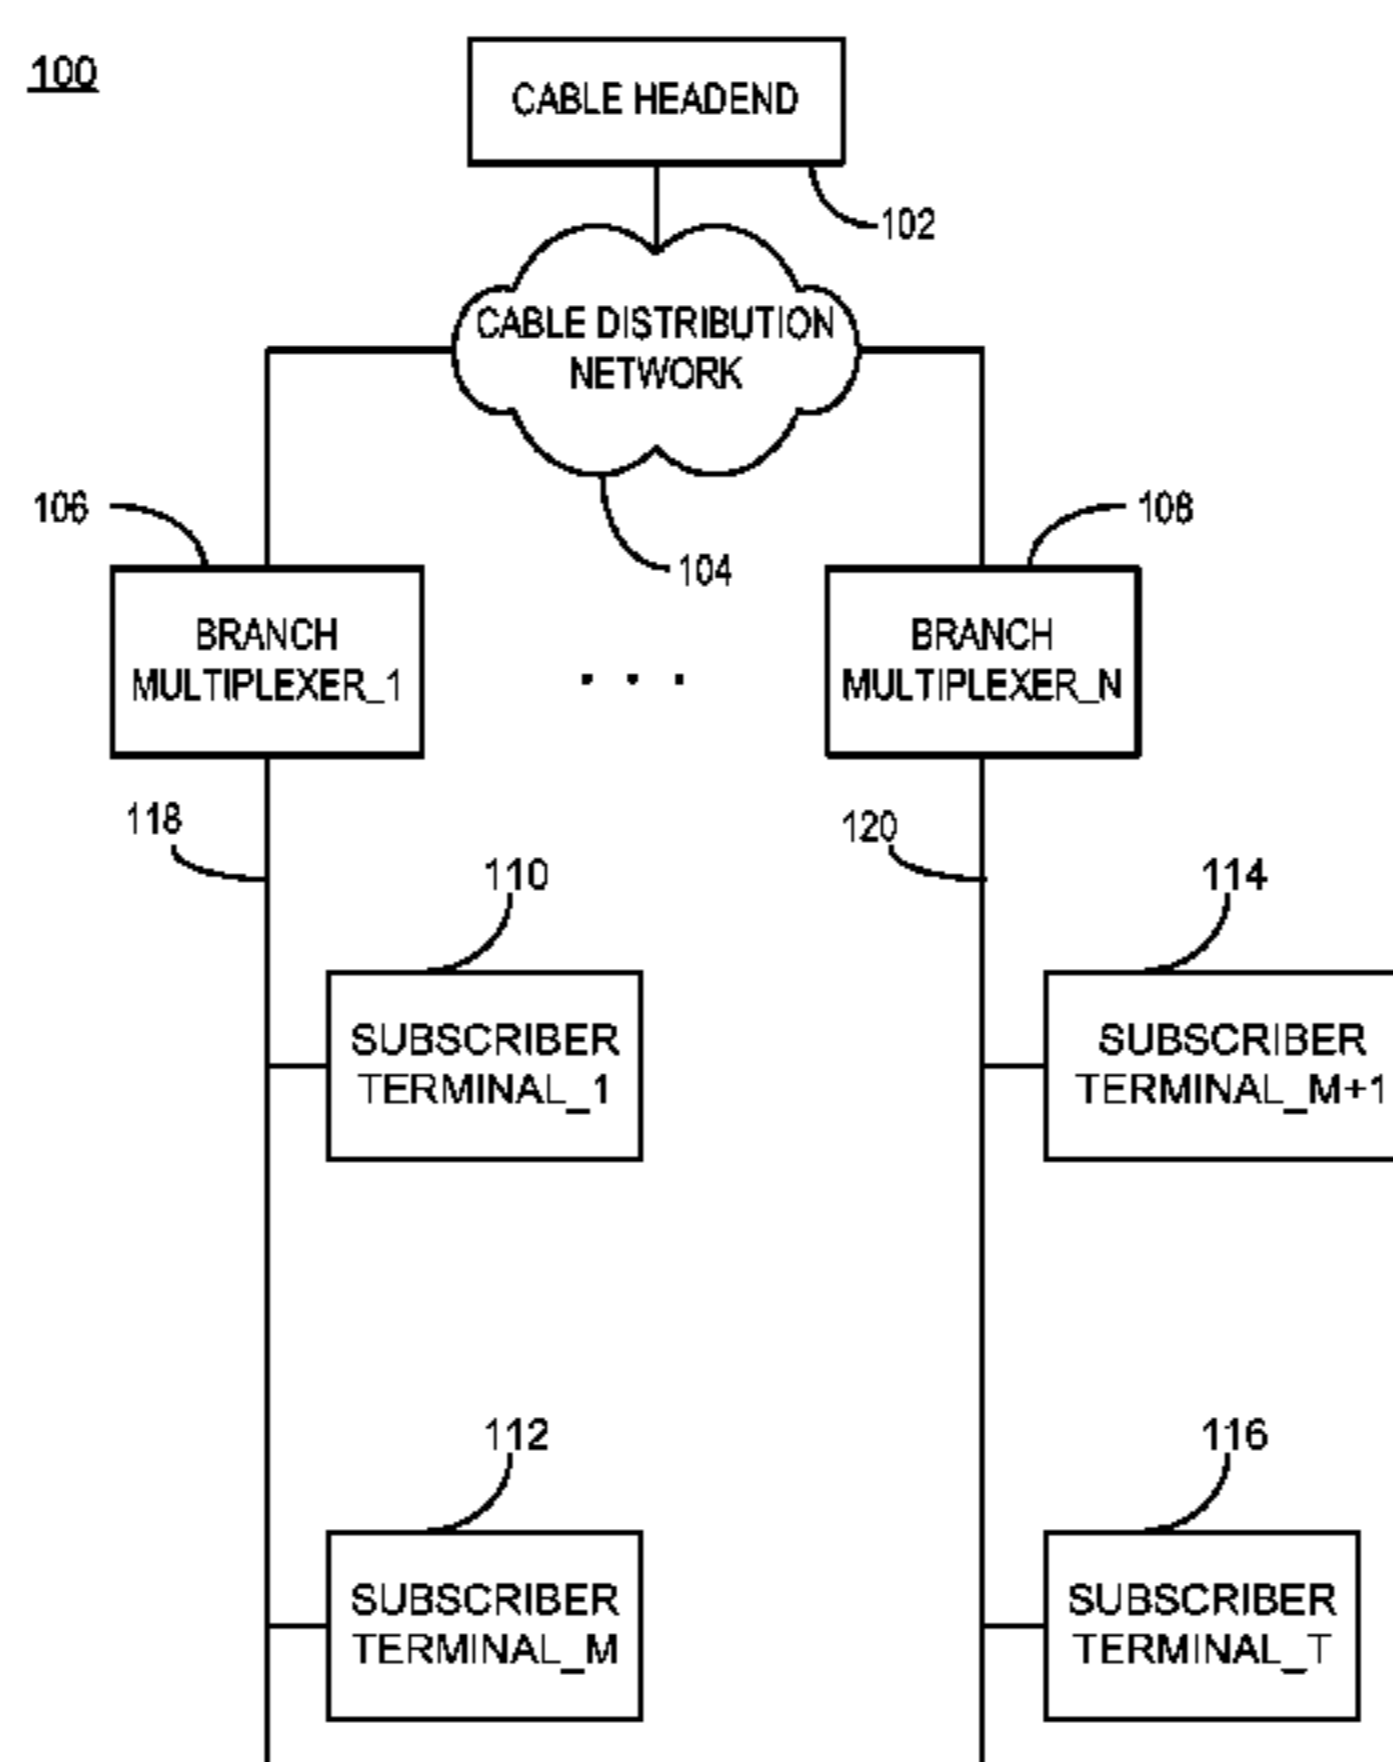 100
CABLE HEADEND
102
CABLE DISTRIBUTION
NETWORK
106
108
104
BRANCH
MULTIPLEXER_1
. . .
BRANCH
MULTIPLEXER_N
118
120
110
114
SUBSCRIBER
TERMINAL_1
SUBSCRIBER
TERMINAL_M+1
112
116
SUBSCRIBER
TERMINAL_M
SUBSCRIBER
TERMINAL_T